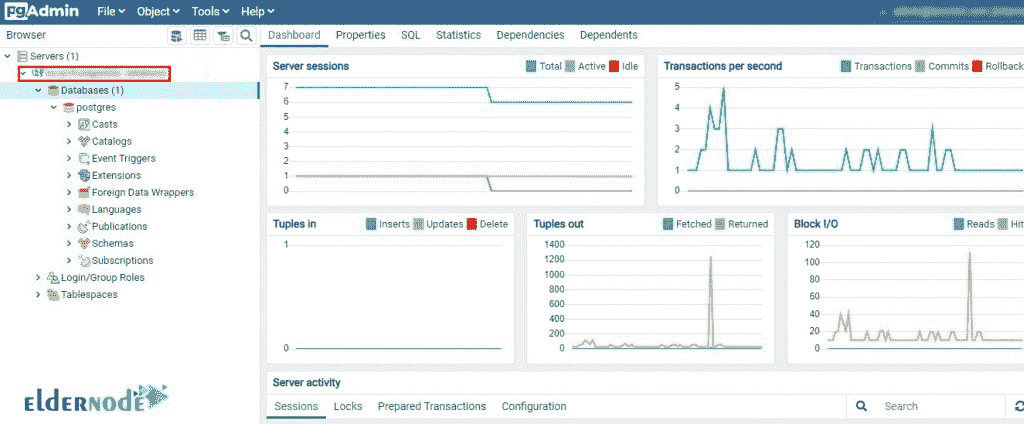 pgAdmin File Object Tools Help
Browser
Dashboard Properties SQL Statistics Dependencies Dependents
Servers (1)
Databases (1)
postgres
Casts
Catalogs
Event Triggers
Extensions
Foreign Data Wrappers
Languages
Publications
Schemas
Subscriptions
Login/Group Roles
Tablespaces
Server sessions Total Active Idle
7
6
5
4
3
2
1
0
Transactions per second Transactions Commits Rollback
5
4
3
2
1
0
Tuples in Inserts Updates Delete
1
0
Tuples out Fetched Returned
1400
1200
1000
800
600
400
200
0
Block I/O Reads Hit
120
100
80
60
40
20
0
Server activity
Sessions Locks Prepared Transactions Configuration Search
ELDERNODE